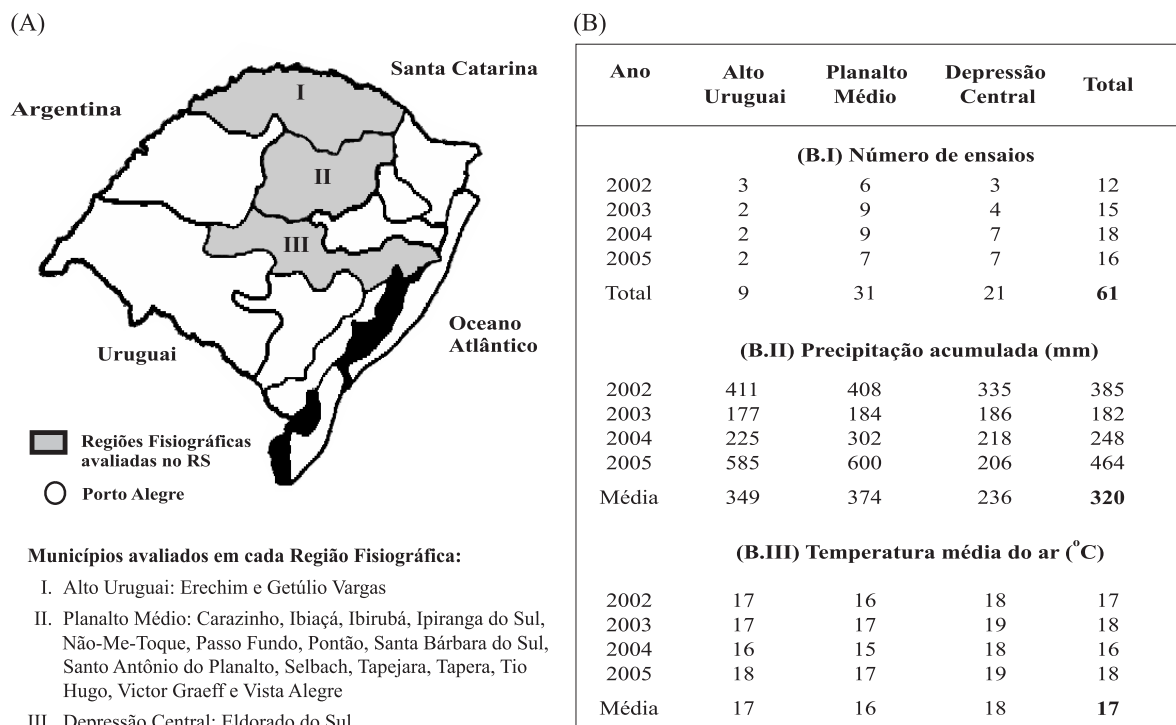 (A)
Santa Catarina
Argentina
I
II
III
Oceano
Atlântico
Uruguai
Regiões Fisiográficas
avaliadas no RS
Porto Alegre
Municípios avaliados em cada Região Fisiográfica:
I. Alto Uruguai: Erechim e Getúlio Vargas
II. Planalto Médio: Carazinho, Ibiaçá, Ibirubá, Ipiranga do Sul,
Não-Me-Toque, Passo Fundo, Pontão, Santa Bárbara do Sul,
Santo Antônio do Planalto, Selbach, Tapejara, Tapera, Tio
Hugo, Victor Graeff e Vista Alegre
III. Depressão Central: Eldorado do Sul
(B)
Ano Alto Uruguai Planalto Médio Depressão Central Total
(B.I) Número de ensaios
2002 3 6 3 12
2003 2 9 4 15
2004 2 9 7 18
2005 2 7 7 16
Total 9 31 21 61
(B.II) Precipitação acumulada (mm)
2002 411 408 335 385
2003 177 184 186 182
2004 225 302 218 248
2005 585 600 206 464
Média 349 374 236 320
(B.III) Temperatura média do ar (°C)
2002 17 16 18 17
2003 17 17 19 18
2004 16 15 18 16
2005 18 17 19 18
Média 17 16 18 17